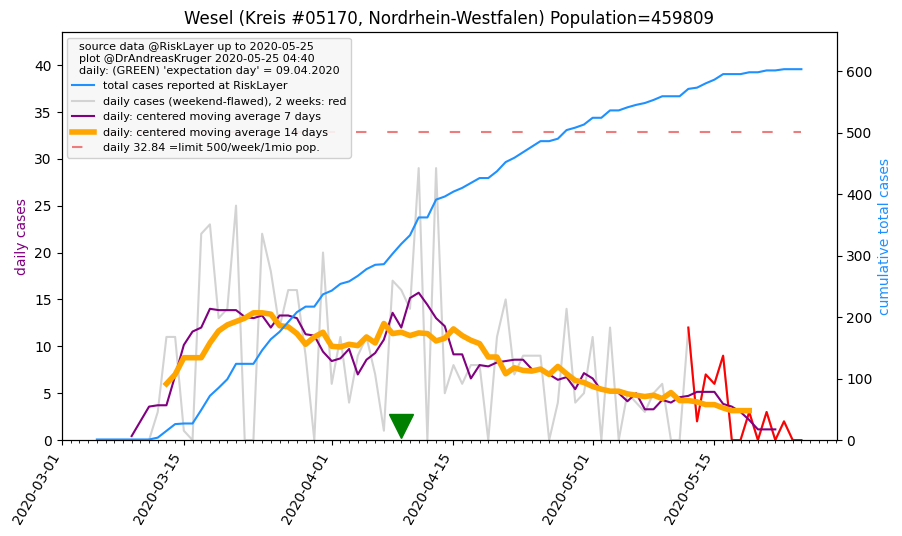 Wesel (Kreis #05170, Nordrhein-Westfalen) Population=459809
source data @RiskLayer up to 2020-05-25
plot @DrAndreasKruger 2020-05-25 04:40
daily: (GREEN) 'expectation day' = 09.04.2020
total cases reported at RiskLayer
daily cases (weekend-flawed), 2 weeks: red
daily: centered moving average 7 days
daily: centered moving average 14 days
daily 32.84 =limit 500/week/1mio pop.
daily cases
40
35
30
25
20
15
10
5
0
600
500
400
300
200
100
0
cumulative total cases
2020-03-01
2020-03-15
2020-04-01
2020-04-15
2020-05-01
2020-05-15